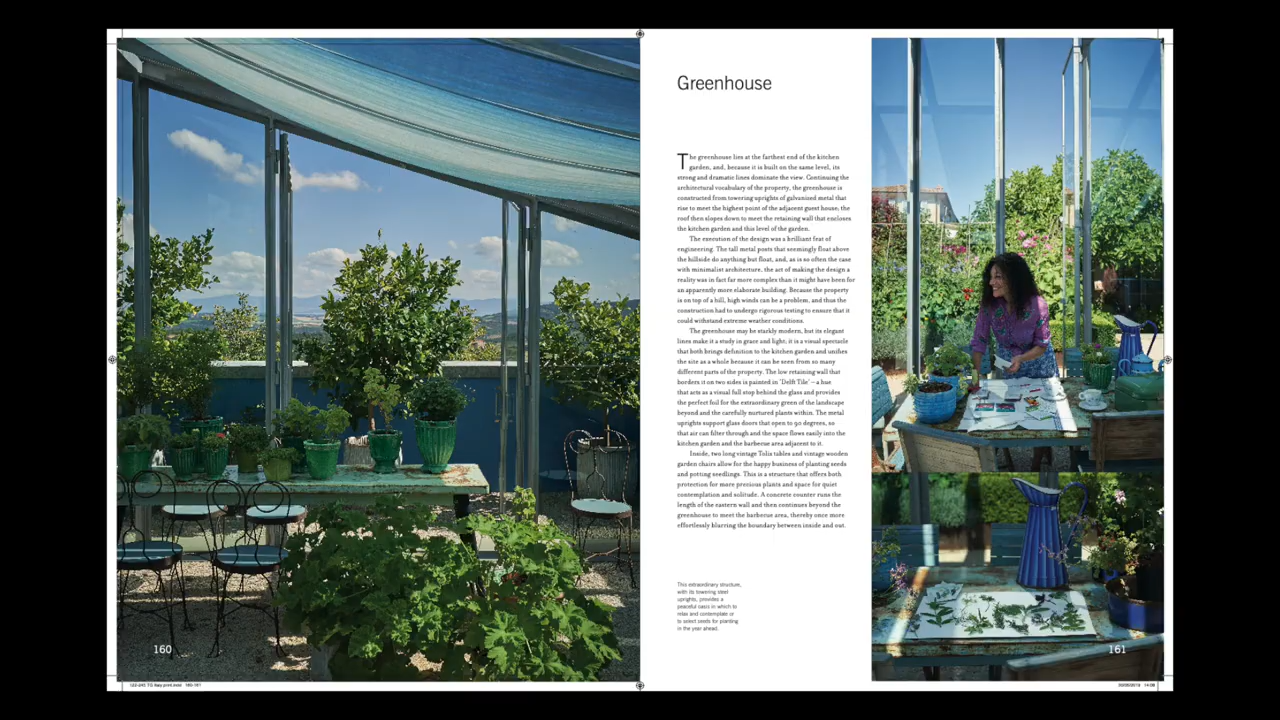 Greenhouse
The greenhouse lies at the farthest end of the kitchen
garden, and, because it is built on the same level, its
strong and dramatic lines dominate the view. Continuing the
architectural vocabulary of the property, the greenhouse is
constructed from towering uprights of galvanised metal that
rise to meet the highest point of the adjacent guest house; the
roof then slopes down to meet the retaining wall that encloses
the kitchen garden and this level of the garden.
The execution of the design was a brilliant feat of
engineering. The tall metal posts that seemingly float above
the hillside do anything but float, and, as is so often the case
with minimalist architecture, the act of making the design a
reality was in fact far more complex than it might have been for
an apparently more elaborate building. Because the property
is on top of a hill, high winds can be a problem, and thus the
construction had to undergo rigorous testing to ensure that it
could withstand extreme weather conditions.
The greenhouse may be starkly modern, but its elegant
lines make it a study in grace and light; it is a visual spectacle
that both brings definition to the kitchen garden and unifies
the site as a whole because it can be seen from so many
different parts of the property. The low retaining wall that
borders it on two sides is painted in 'Delft Tile' – a hue
that acts as a visual full stop behind the glass and provides
the perfect foil for the extraordinary green of the landscape
beyond and the carefully nurtured plants within. The metal
uprights support glass doors that open to 90 degrees, so
that air can filter through and the space flows easily into the
kitchen garden and the barbecue area adjacent to it.
Inside, two long vintage Tolix tables and vintage wooden
garden chairs allow for the happy business of planting seeds
and potting seedlings. This is a structure that offers both
protection for more precious plants and space for quiet
contemplation and solitude. A concrete counter runs the
length of the eastern wall and then continues beyond the
greenhouse to meet the barbecue area, thereby once more
effortlessly blurring the boundary between inside and out.
This extraordinary structure,
with its towering steel
uprights, provides a
peaceful oasis in which to
relax and contemplate or
to select seeds for planting
in the year ahead.
160
161